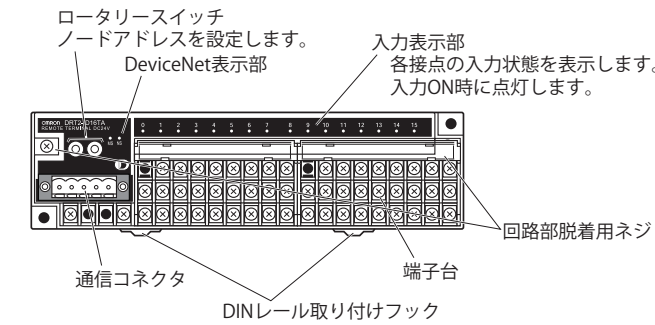 ロータリースイッチ
ノードアドレスを設定します。
DeviceNet表示部
入力表示部
各接点の入力状態を表示します。
入力ON時に点灯します。
OMRON DRT2-ID16TA
REMOTE TERMINAL DC24V
MS NS
0 1 2 3 4 5 6 7 8 9 10 11 12 13 14 15
回路部脱着用ネジ
通信コネクタ
端子台
DINレール取り付けフック